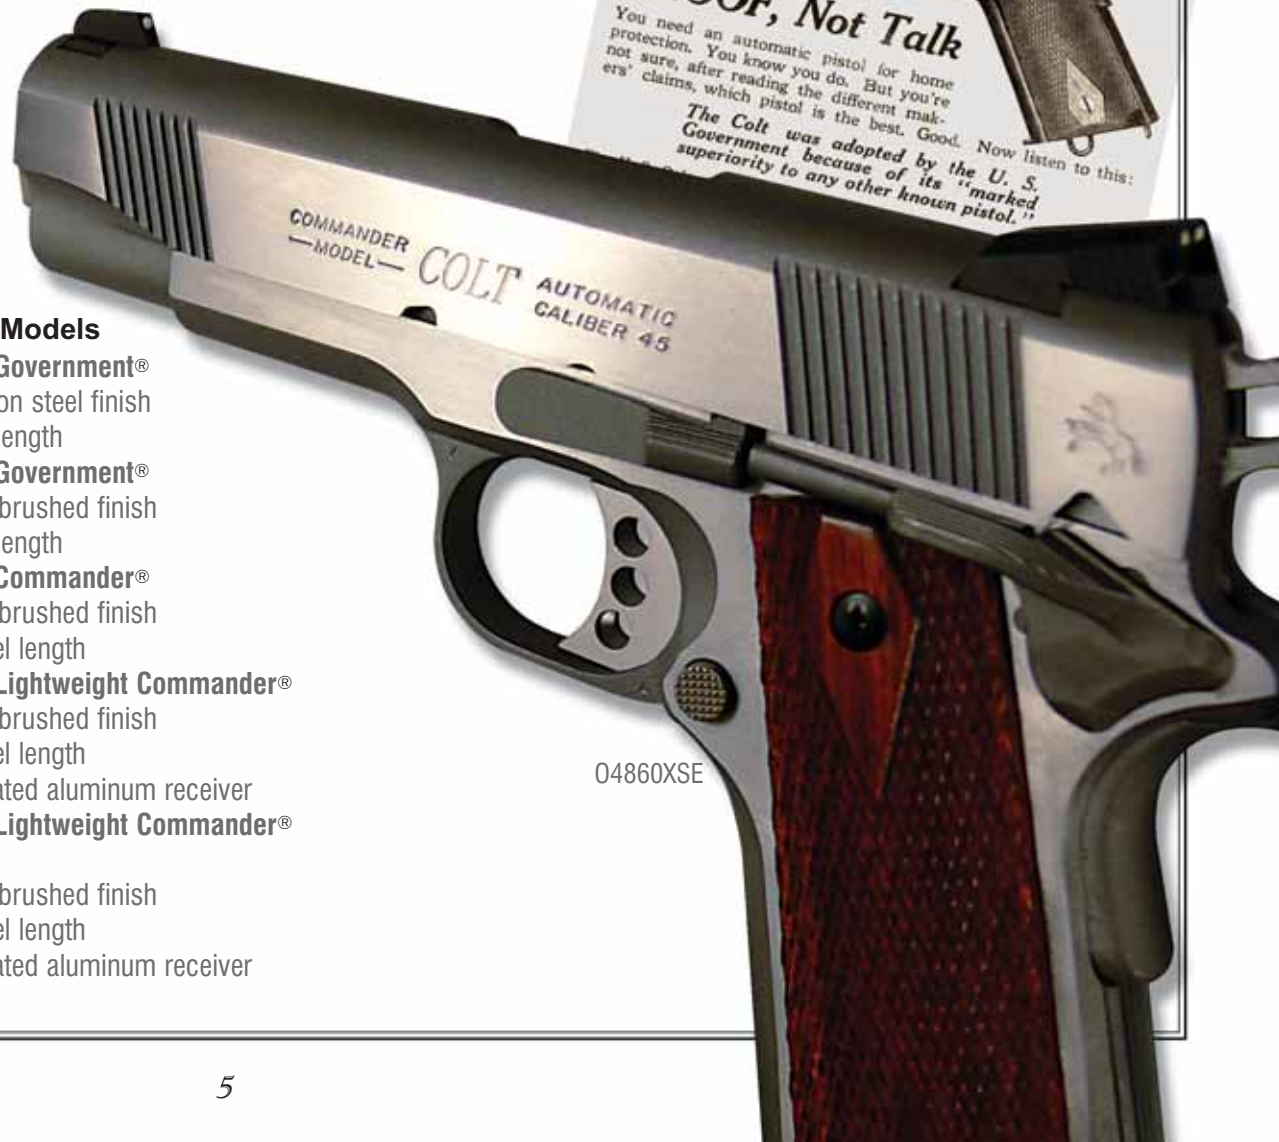 OOF, Not Talk
You need an automatic pistol for home
protection. You know you do. But you're
not sure, after reading the different mak-
ers' claims, which pistol is the best. Good. Now listen to this:
The Colt was adopted by the U. S.
Government because of its "marked
superiority to any other known pistol."
COMMANDER
—MODEL—
COLT
AUTOMATIC
CALIBER 45
Models
Government®
on steel finish
ength
Government®
brushed finish
ength
Commander®
brushed finish
el length
Lightweight Commander®
brushed finish
el length
ated aluminum receiver
Lightweight Commander®
brushed finish
el length
ated aluminum receiver
O4860XSE
5